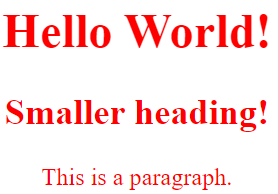 Hello World!
Smaller heading!
This is a paragraph.